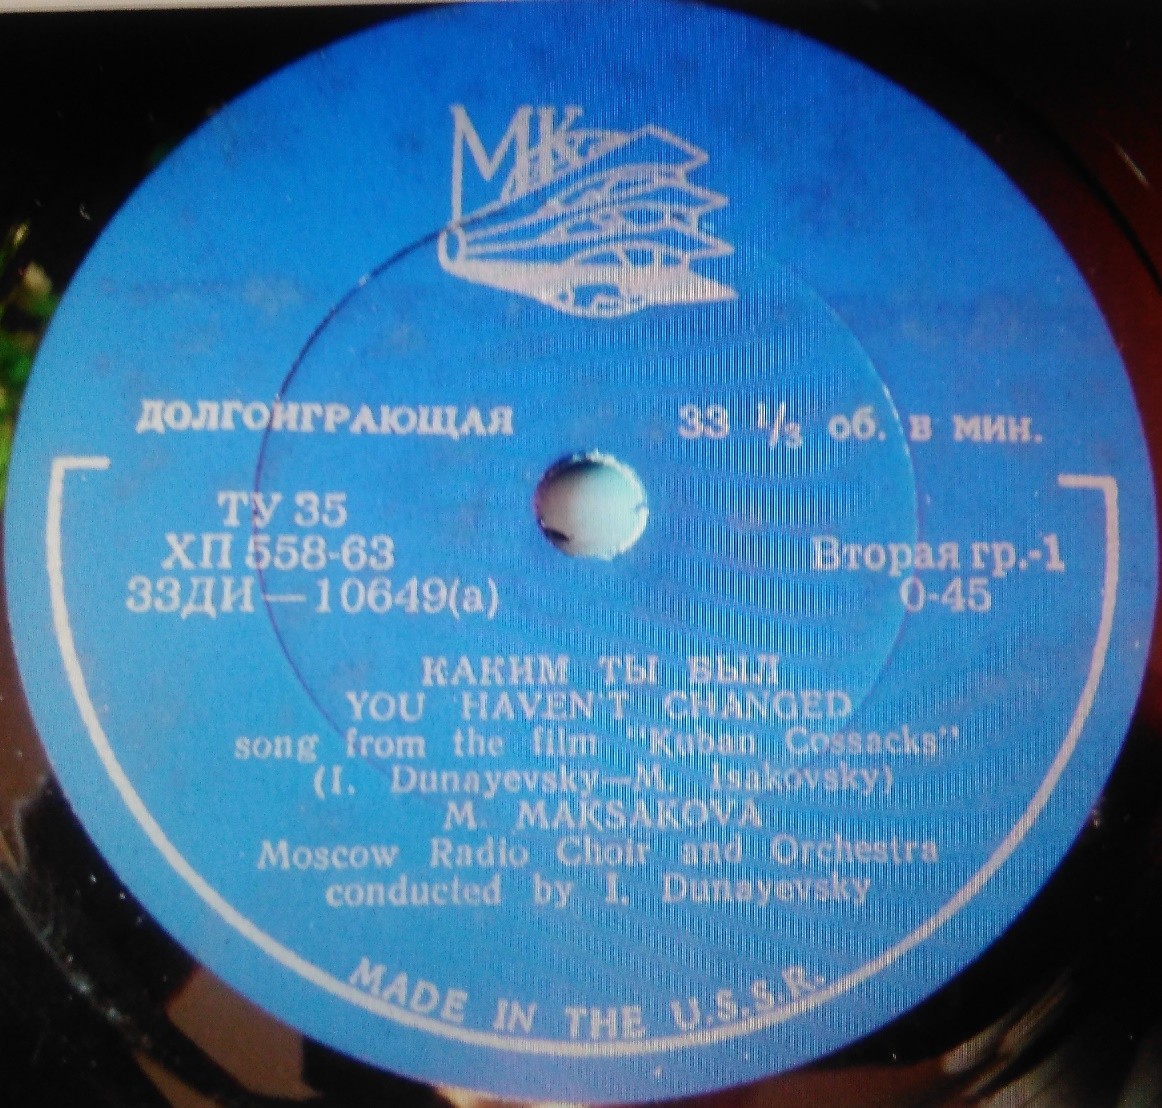 МК
ДОЛГОИГРАЮЩАЯ 33 1/3 об. в мин.
ТУ 35
ХП 558-63 Вторая гр.-1
33ДИ—10649(а) 0-45
КАКИМ ТЫ БЫЛ
YOU HAVEN'T CHANGED
song from the film "Kuban Cossacks"
(I. Dunayevsky—M. Isakovsky)
M. MAKSAKOVA
Moscow Radio Choir and Orchestra
conducted by I. Dunayevsky
MADE IN THE U.S.S.R.